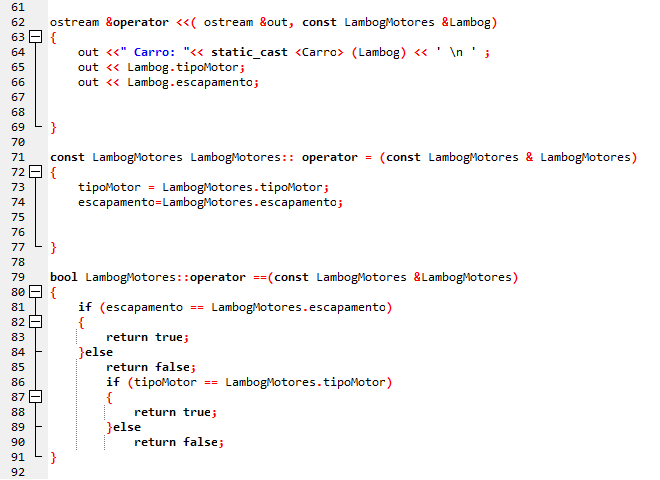 61
62 ostream &operator <<( ostream &out, const LambogMotores &Lambog)
63 {
64 out <<" Carro: "<< static_cast <Carro> (Lambog) << ' \n ' ;
65 out << Lambog.tipoMotor;
66 out << Lambog.escapamento;
67
68
69 }
70
71 const LambogMotores LambogMotores:: operator = (const LambogMotores & LambogMotores)
72 {
73 tipoMotor = LambogMotores.tipoMotor;
74 escapamento=LambogMotores.escapamento;
75
76
77 }
78
79 bool LambogMotores::operator ==(const LambogMotores &LambogMotores)
80 {
81 if (escapamento == LambogMotores.escapamento)
82 {
83 return true;
84 }else
85 return false;
86 if (tipoMotor == LambogMotores.tipoMotor)
87 {
88 return true;
89 }else
90 return false;
91 }
92